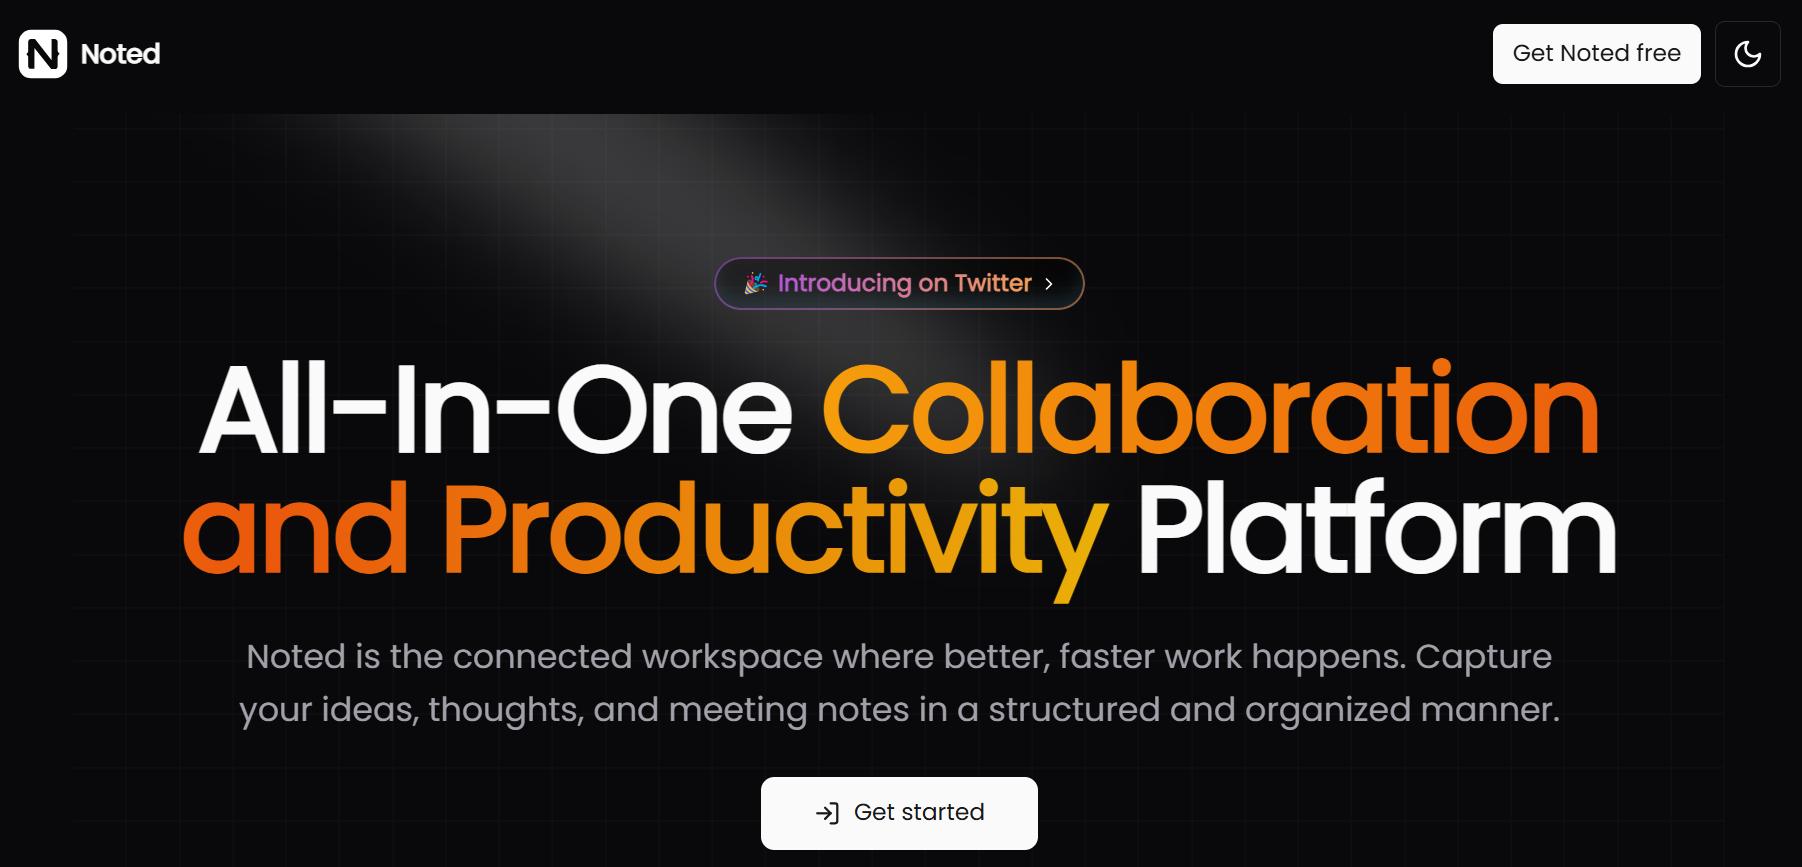 Noted
Get Noted free
🎉 Introducing on Twitter
All-In-One Collaboration
and Productivity Platform
Noted is the connected workspace where better, faster work happens. Capture
your ideas, thoughts, and meeting notes in a structured and organized manner.
Get started